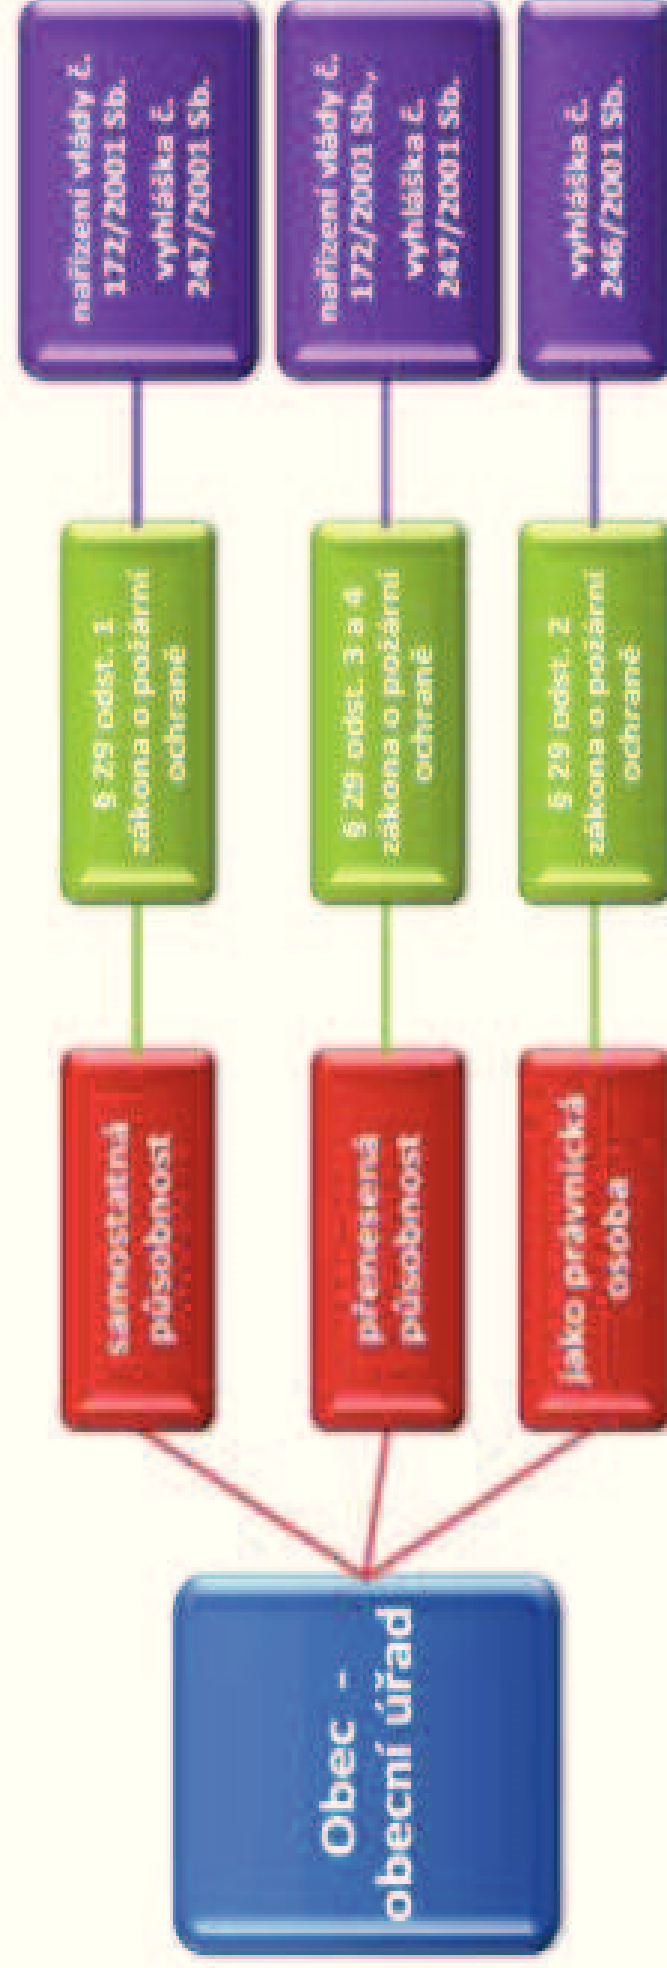 Obec -
obecní úřad
samostatná
působnost
§ 29 odst. 1
zákona o požární
ochraně
nařízení vlády č.
172/2001 Sb.
vyhláška č.
247/2001 Sb.
přenesená
působnost
§ 29 odst. 3 a 4
zákona o požární
ochraně
nařízení vlády č.
172/2001 Sb.,
vyhláška č.
247/2001 Sb.
jako právnická
osoba
§ 29 odst. 2
zákona o požární
ochraně
vyhláška č.
246/2001 Sb.